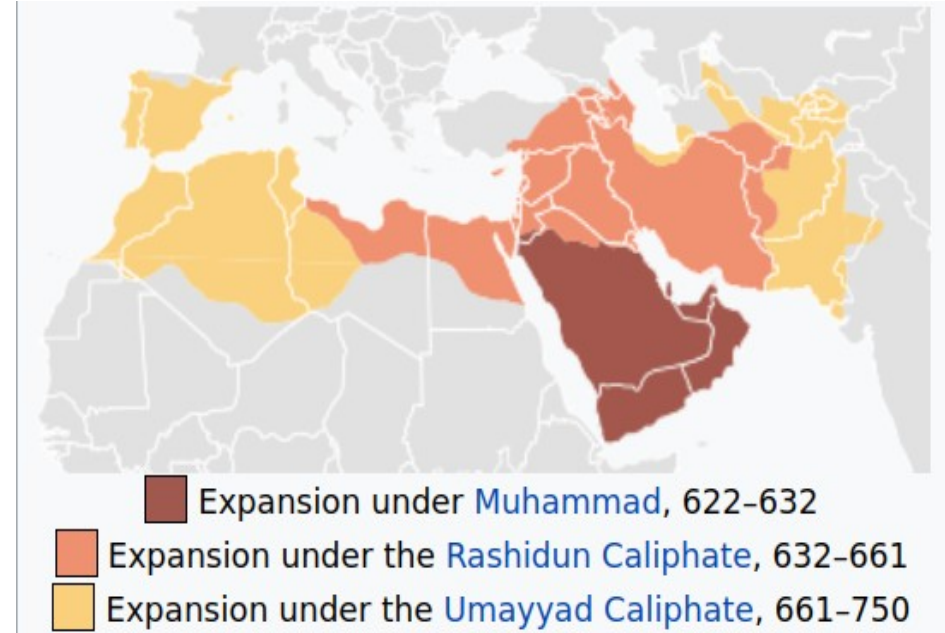 Expansion under Muhammad, 622–632
Expansion under the Rashidun Caliphate, 632–661
Expansion under the Umayyad Caliphate, 661–750